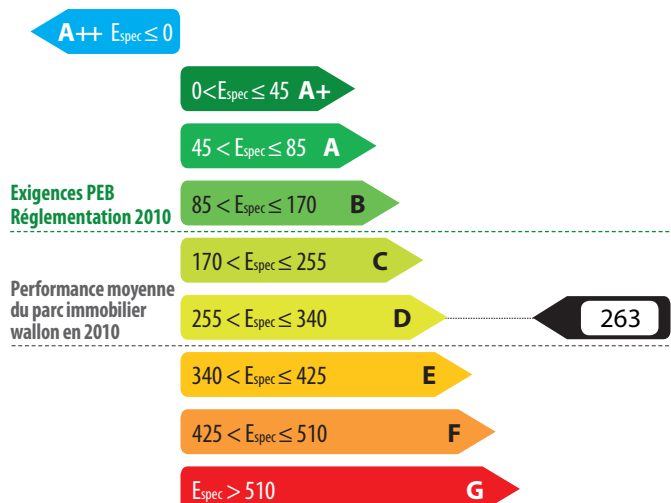 A++ Espec ≤ 0
0<Espec ≤ 45 A+
45 < Espec ≤ 85 A
Exigences PEB
Réglementation 2010
85 < Espec ≤ 170 B
170 < Espec ≤ 255 C
Performance moyenne
du parc immobilier
wallon en 2010
255 < Espec ≤ 340 D
263
340 < Espec ≤ 425 E
425 < Espec ≤ 510 F
Espec > 510 G